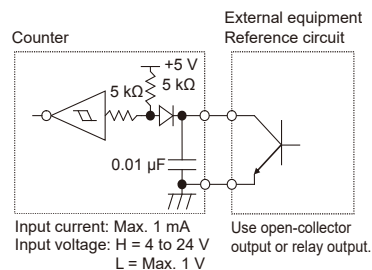 External equipment
Counter
Reference circuit
+5 V
5 kΩ
5 kΩ
0.01 μF
Input current: Max. 1 mA
Input voltage: H = 4 to 24 V
L = Max. 1 V
Use open-collector
output or relay output.